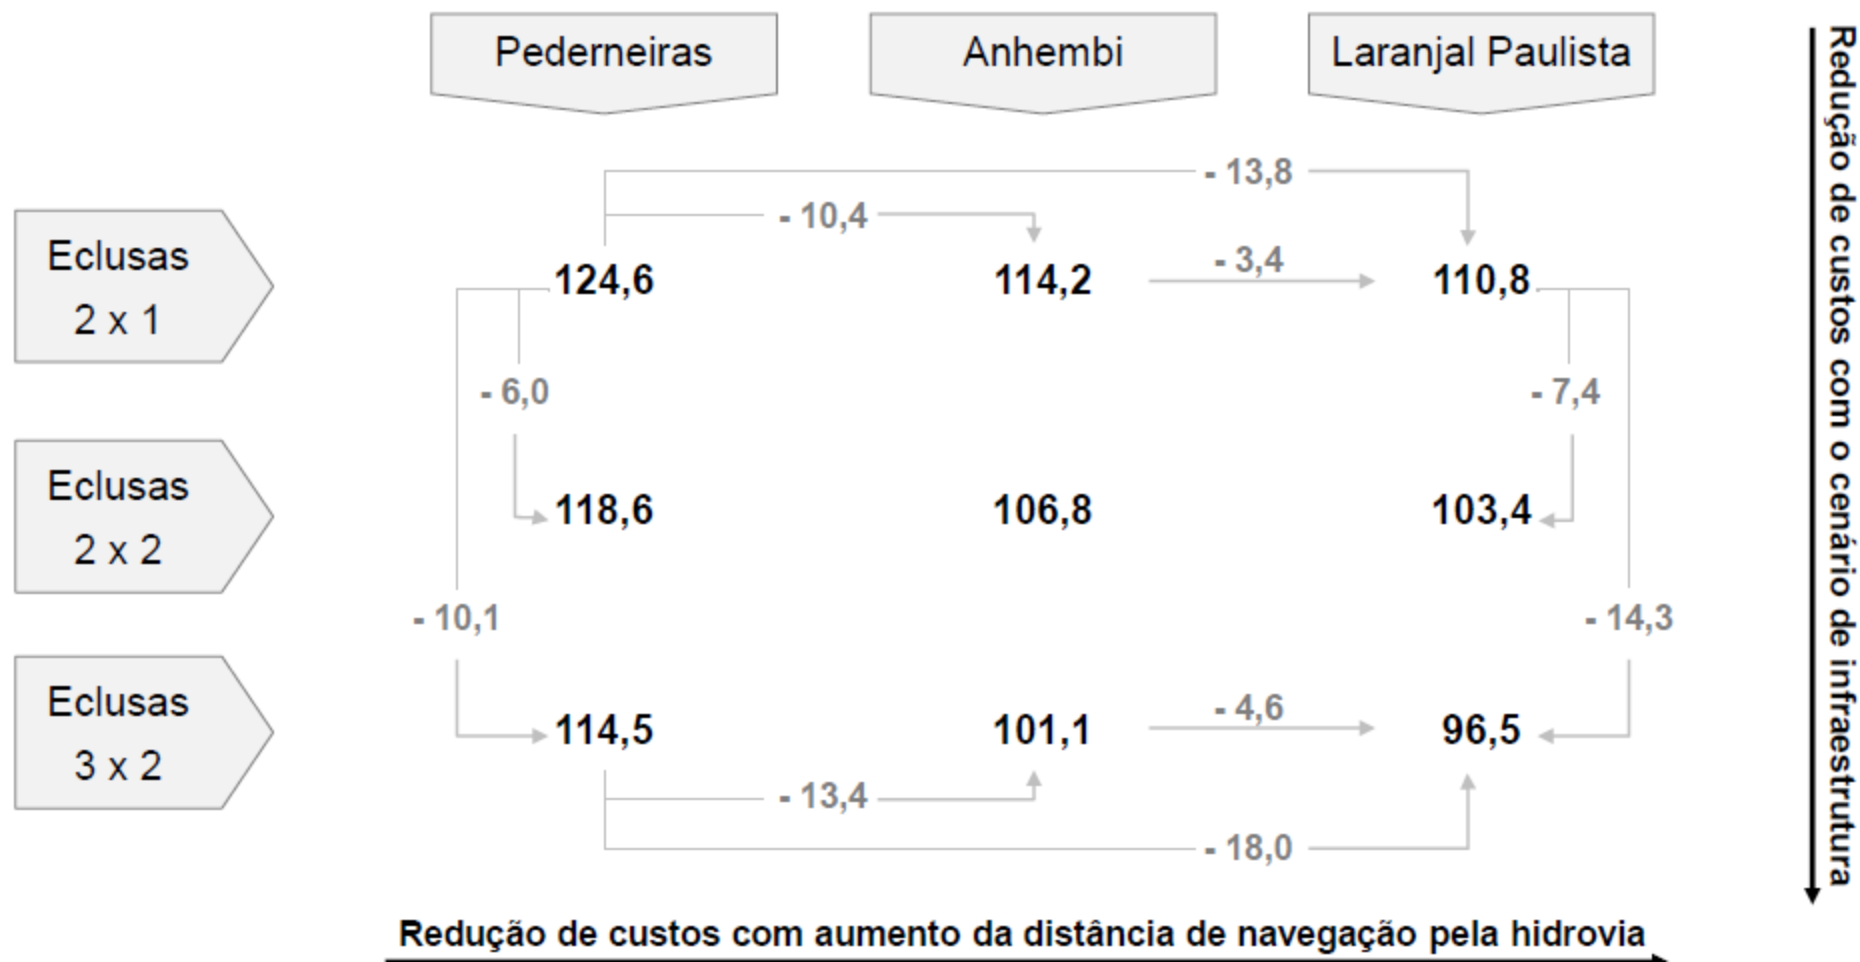 Pederneiras
Anhembi
Laranjal Paulista
- 13,8
- 10,4
Eclusas
2 x 1
124,6
114,2
- 3,4
110,8
- 6,0
- 7,4
Eclusas
2 x 2
118,6
106,8
103,4
- 10,1
- 14,3
Eclusas
3 x 2
114,5
101,1
- 4,6
96,5
- 13,4
- 18,0
Redução de custos com aumento da distância de navegação pela hidrovia
Redução de custos com o cenário de infraestrutura